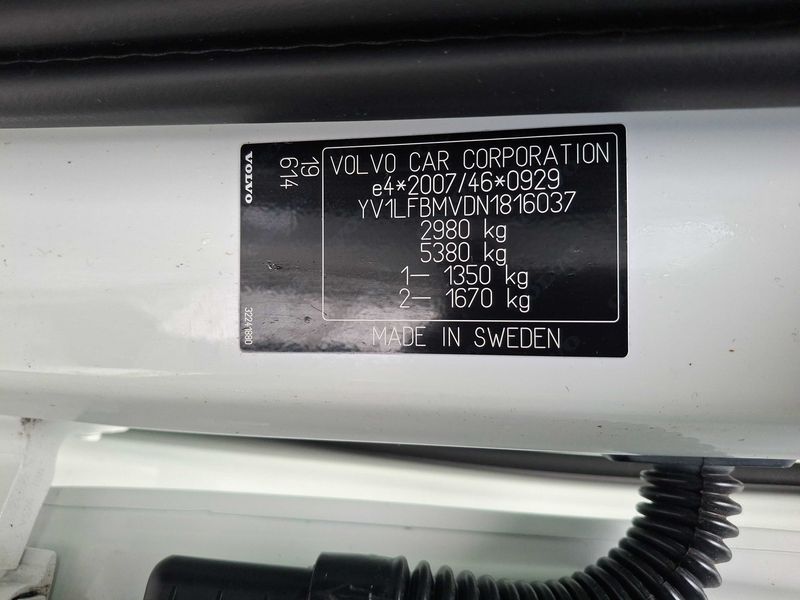 VOLVO
19
614
VOLVO CAR CORPORATION
e4*2007/46*0929
YV1LFBMVDN1816037
2980 kg
5380 kg
1— 1350 kg
2— 1670 kg
32241880
MADE IN SWEDEN